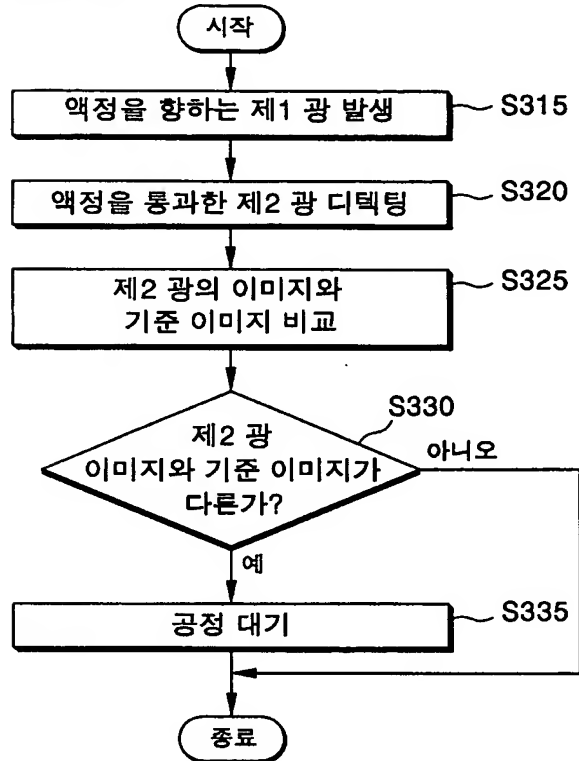 시작
액정을 향하는 제1 광 발생
S315
액정을 통과한 제2 광 디텍팅
S320
제2 광의 이미지와
기준 이미지 비교
S325
S330
제2 광
이미지와 기준 이미지가
다른가?
아니오
예
공정 대기
S335
종료